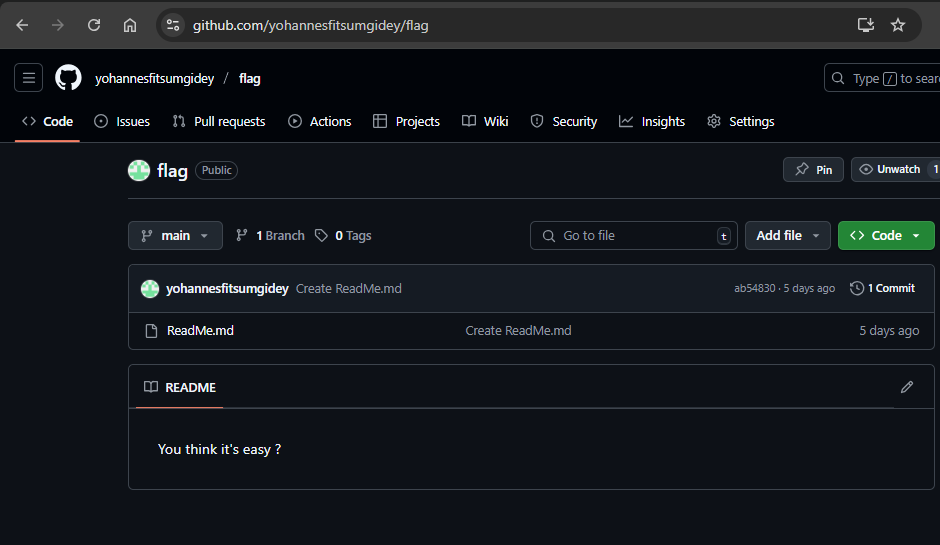 github.com/yohannesfitsumgidey/flag
yohannesfitsumgidey / flag
Type / to sear
Code Issues Pull requests Actions Projects Wiki Security Insights Settings
flag Public
Pin Unwatch 1
main 1 Branch 0 Tags Go to file t Add file Code
yohannesfitsumgidey Create ReadMe.md ab54830 · 5 days ago 1 Commit
ReadMe.md Create ReadMe.md 5 days ago
README
You think it's easy ?